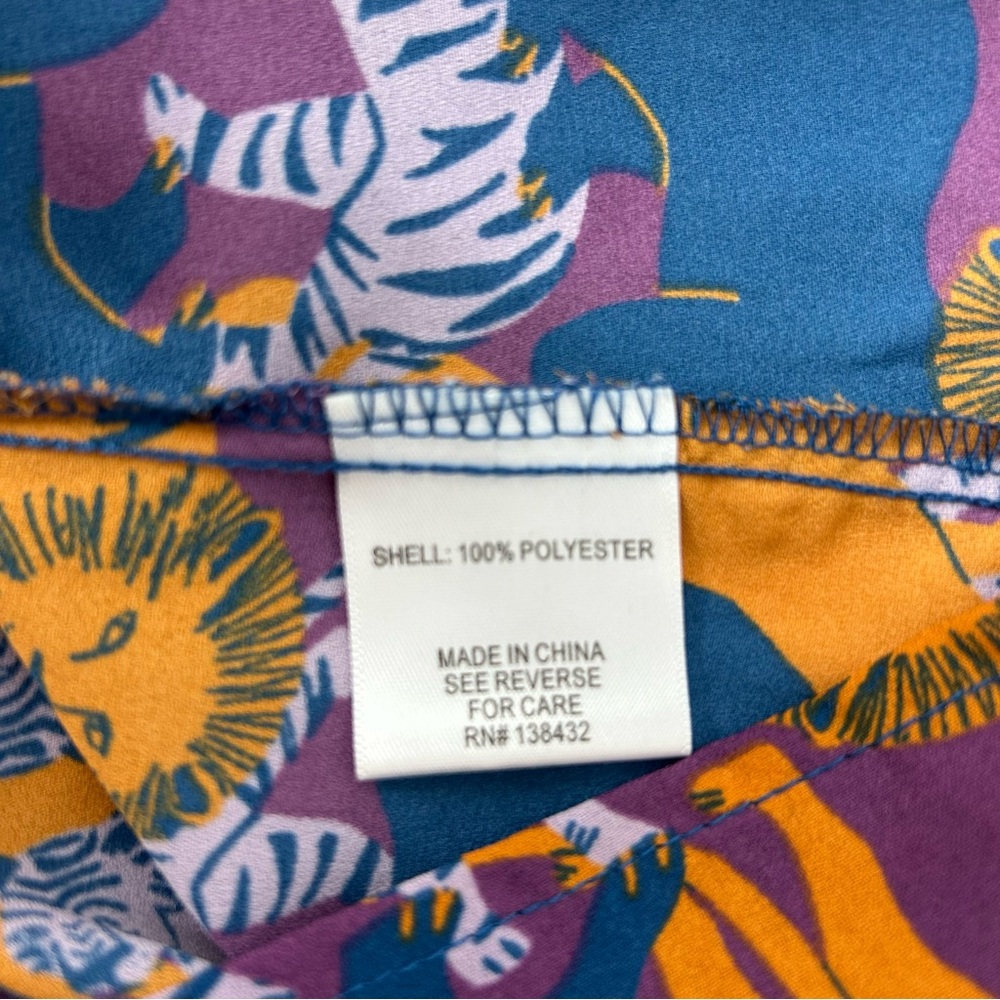 SHELL: 100% POLYESTER
MADE IN CHINA
SEE REVERSE
FOR CARE
RN# 138432